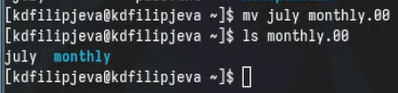 [kdfilipjeva@kdfilipjeva ~]$ mv july monthly.00
[kdfilipjeva@kdfilipjeva ~]$ ls monthly.00
july monthly
[kdfilipjeva@kdfilipjeva ~]$